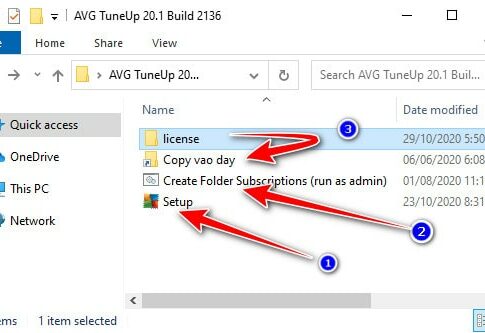 AVG TuneUp 20.1 Build 2136
Home Share View
AVG TuneUp 20...
Search AVG TuneUp 20.1 Buil...
Name Date modified
Quick access
OneDrive
This PC
Network
license 29/10/2020 5:50
Copy vao day 06/06/2020 6:08
Create Folder Subscriptions (run as admin) 01/08/2020 11:1
Setup 23/10/2020 8:31
3
2
1
ms 1 item selected